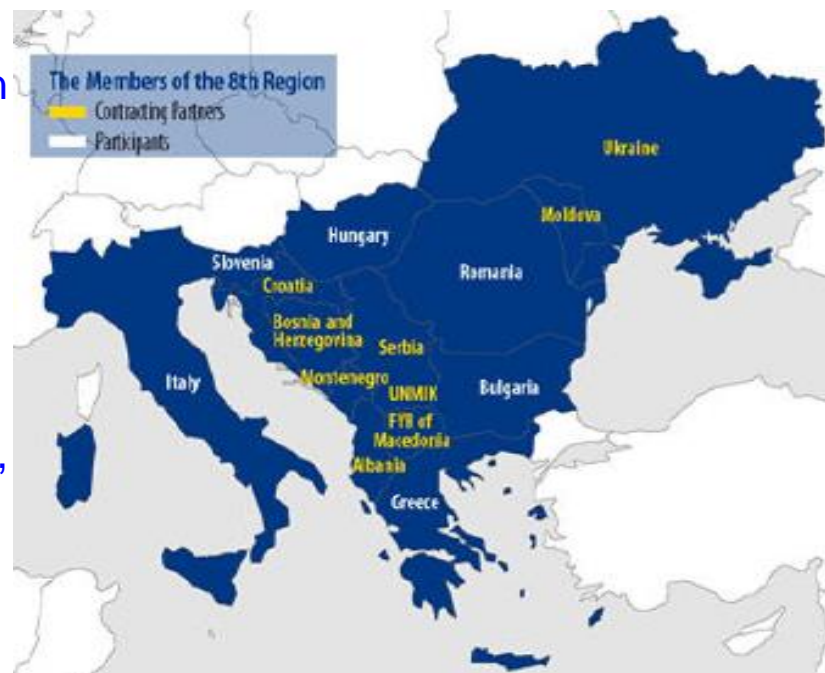 n
The Members of the 8th Region
Contracting Partners
Participants
Ukraine
Moldova
Hungary
Slovenia
Romania
Croatia
Bosnia and
Hercegovina
Serbia
Montenegro
Italy
UNMIK
Bulgaria
FYR of
Macedonia
Albania
,
Greece